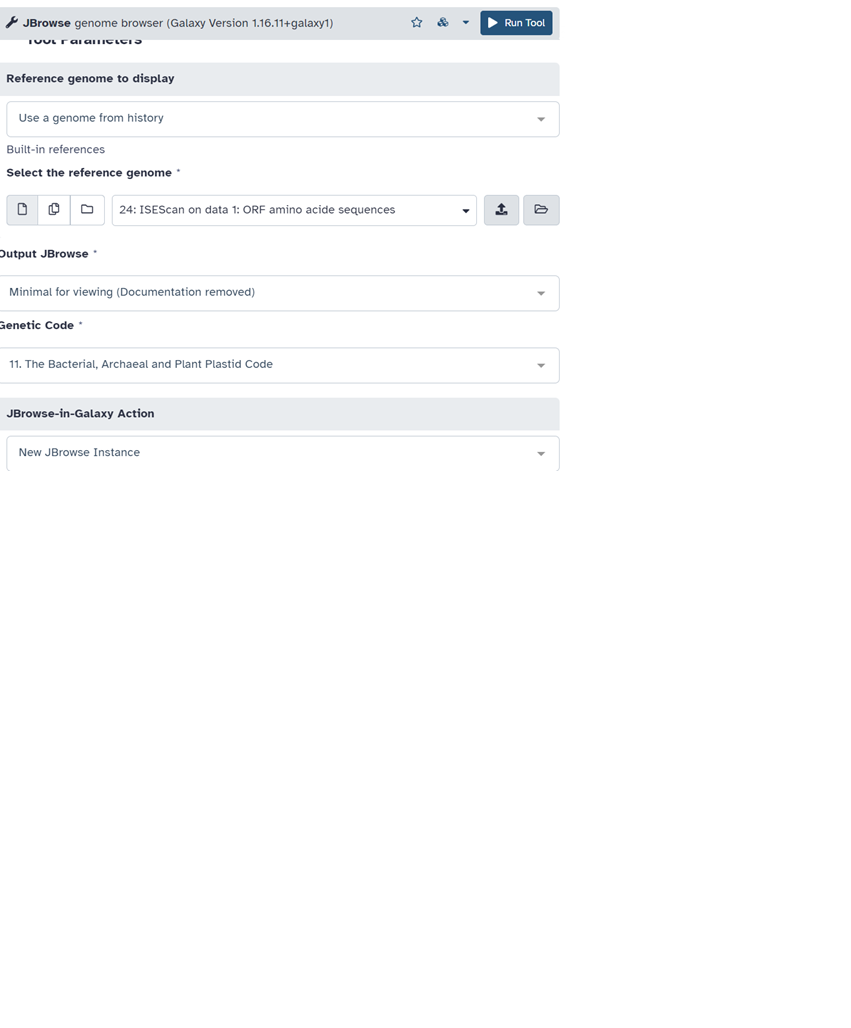 JBrowse genome browser (Galaxy Version 1.16.11+galaxy1)
Run Tool
Tool Parameters
Reference genome to display
Use a genome from history
Built-in references
Select the reference genome *
24: ISEScan on data 1: ORF amino acide sequences
Output JBrowse *
Minimal for viewing (Documentation removed)
Genetic Code *
11. The Bacterial, Archaeal and Plant Plastid Code
JBrowse-in-Galaxy Action
New JBrowse Instance